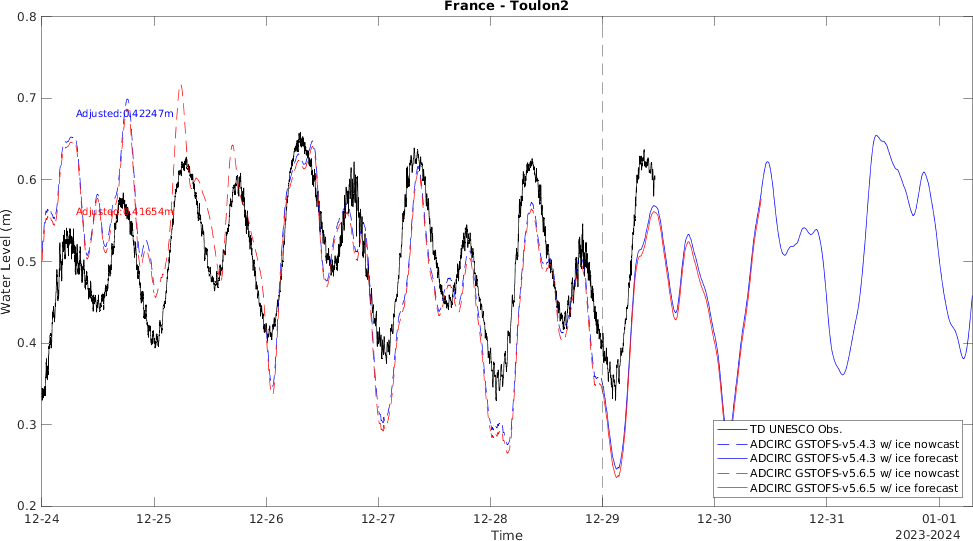 France - Toulon2
0.8
0.7
0.6
0.5
0.4
0.3
0.2
Water Level (m)
Adjusted:0.42247m
Adjusted:0.41654m
TD UNESCO Obs.
ADCIRC GSTOFS-v5.4.3 w/ ice nowcast
ADCIRC GSTOFS-v5.4.3 w/ ice forecast
ADCIRC GSTOFS-v5.6.5 w/ ice nowcast
ADCIRC GSTOFS-v5.6.5 w/ ice forecast
12-24 12-25 12-26 12-27 12-28 12-29 12-30 12-31 01-01
Time
2023-2024